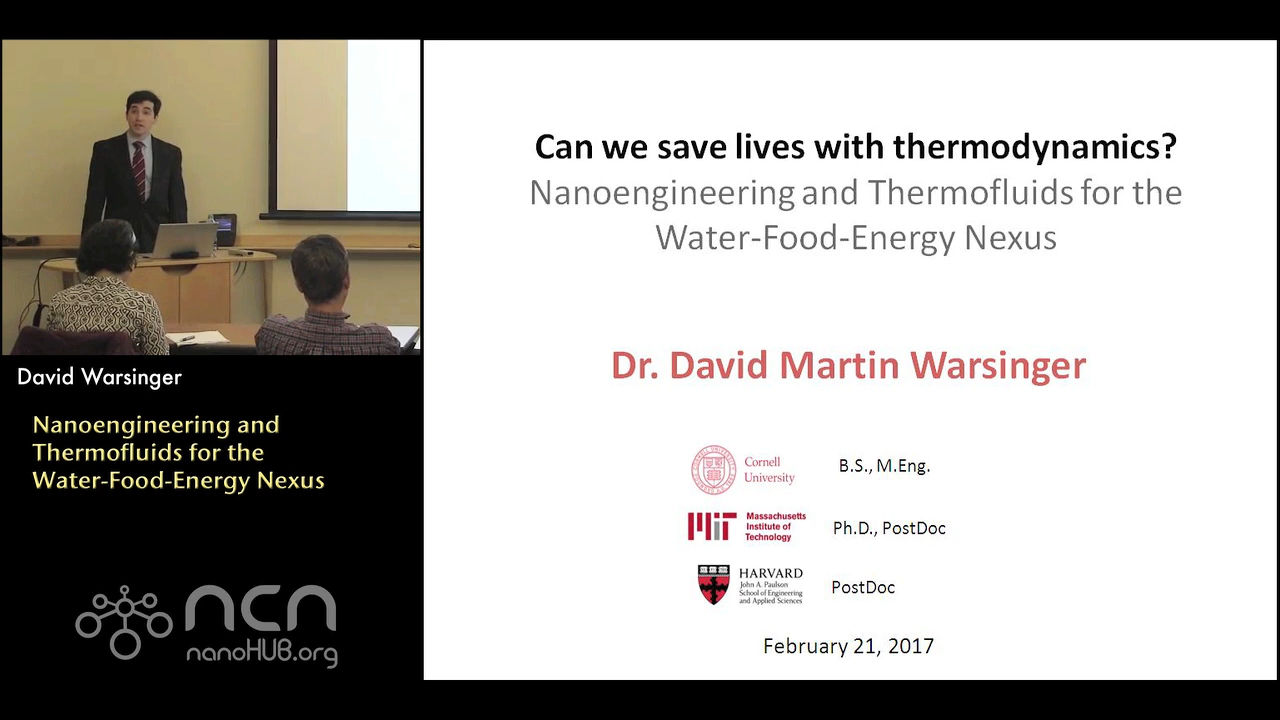 David Warsinger
Nanoengineering and
Thermofluids for the
Water-Food-Energy Nexus
ncn
nanoHUB.org
Can we save lives with thermodynamics?
Nanoengineering and Thermofluids for the
Water-Food-Energy Nexus
Dr. David Martin Warsinger
Cornell
University
B.S., M.Eng.
MIT
Massachusetts
Institute of
Technology
Ph.D., PostDoc
HARVARD
John A. Paulson
School of Engineering
and Applied Sciences
PostDoc
February 21, 2017